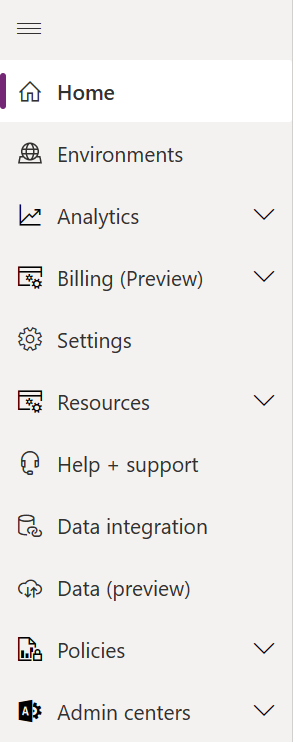 Home
Environments
Analytics
Billing (Preview)
Settings
Resources
Help + support
Data integration
Data (preview)
Policies
Admin centers